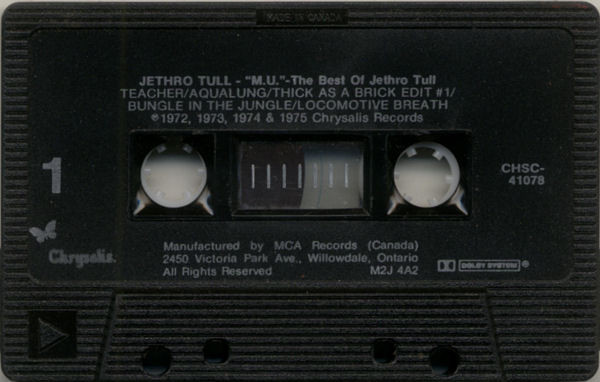 MADE IN CANADA
JETHRO TULL - "M.U."-The Best Of Jethro Tull
TEACHER/AQUALUNG/THICK AS A BRICK EDIT #1/
BUNGLE IN THE JUNGLE/LOCOMOTIVE BREATH
℗1972, 1973, 1974 & 1975 Chrysalis Records
1
CHSC-
41078
Chrysalis.
Manufactured by MCA Records (Canada)
2450 Victoria Park Ave., Willowdale, Ontario
All Rights Reserved M2J 4A2
DOLBY SYSTEM®